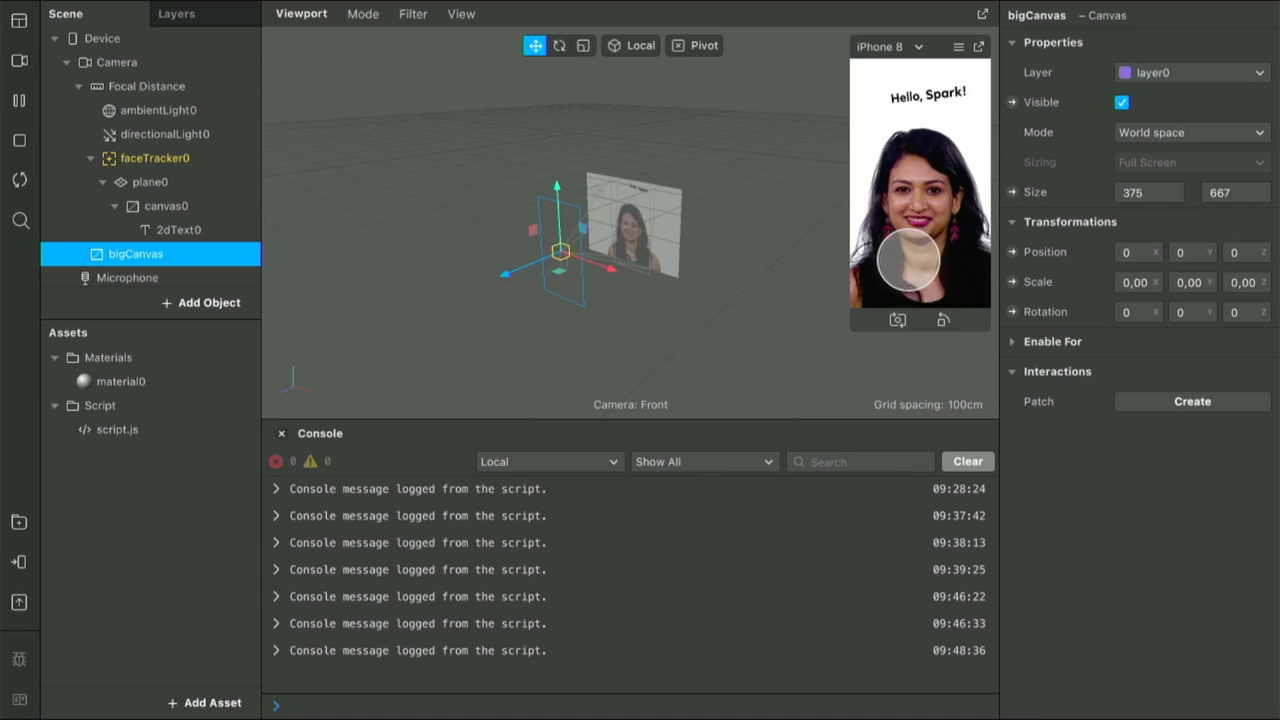 Scene
Layers
Device
Camera
Focal Distance
ambientLight0
directionalLight0
faceTracker0
plane0
canvas0
2dText0
bigCanvas
Microphone
+ Add Object
Assets
Materials
material0
Script
</> script.js
+ Add Asset
Viewport Mode Filter View
Local
Pivot
iPhone 8
Hello, Spark!
Camera: Front
Grid spacing: 100cm
Console
0 0
Local
Show All
Search
Clear
Console message logged from the script. 09:28:24
Console message logged from the script. 09:37:42
Console message logged from the script. 09:38:13
Console message logged from the script. 09:39:25
Console message logged from the script. 09:46:22
Console message logged from the script. 09:46:33
Console message logged from the script. 09:48:36
bigCanvas – Canvas
Properties
Layer layer0
Visible
Mode World space
Sizing Full Screen
Size 375 667
Transformations
Position 0 X 0 Y 0 Z
Scale 0,00 X 0,00 Y 0,00 Z
Rotation 0 X 0 Y 0 Z
Enable For
Interactions
Patch Create